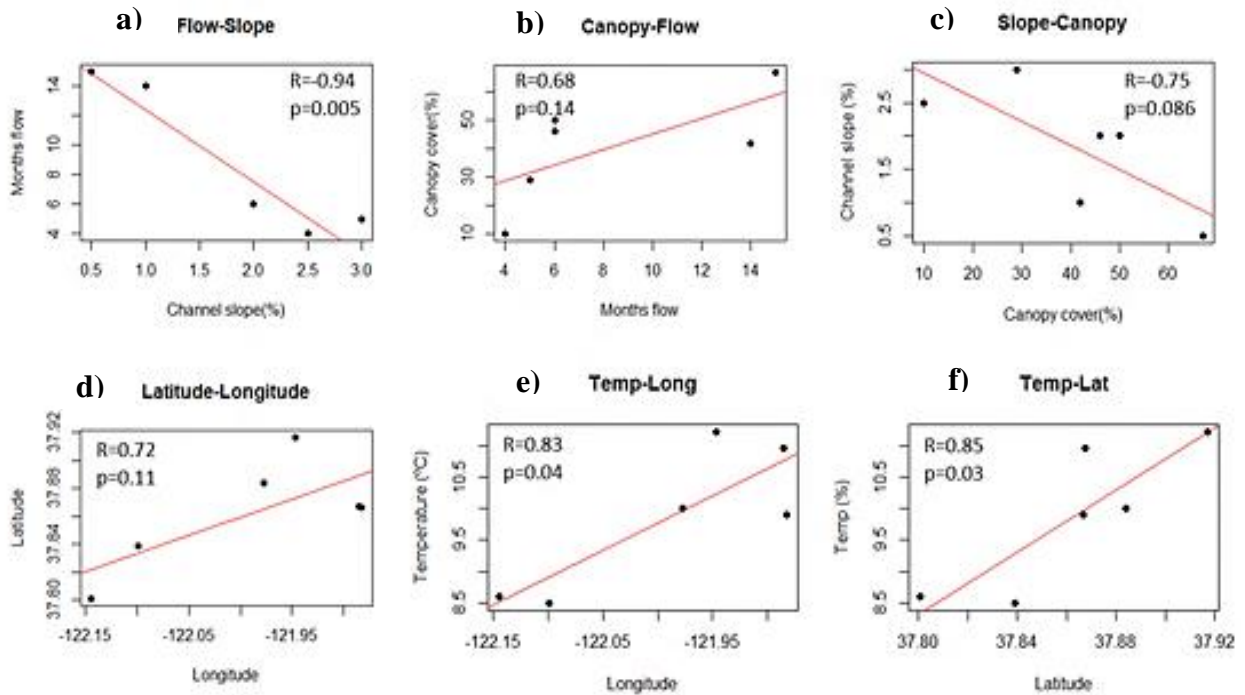 a) Flow-Slope
R=-0.94
p=0.005
Months flow
4 6 8 10 14
0.5 1.0 2.0 2.5 3.0
Channel slope(%)
b) Canopy-Flow
R=0.68
p=0.14
Canopy cover(%)
10 30 50
4 6 8 10 12 14
Months flow
c) Slope-Canopy
R=-0.75
p=0.086
Channel slope (%)
0.5 1.5 2.5
10 20 30 40 50 60
Canopy cover(%)
d) Latitude-Longitude
R=0.72
p=0.11
Latitude
37.80 37.84 37.88 37.92
-122.15 -122.05 -121.95
Longitude
e) Temp-Long
R=0.83
p=0.04
Temperature (ºC)
8.5 9.5 10.5
-122.15 -122.05 -121.95
Longitude
f) Temp-Lat
R=0.85
p=0.03
Temp (%)
8.5 9.5 10.5
37.80 37.84 37.88 37.92
Latitude